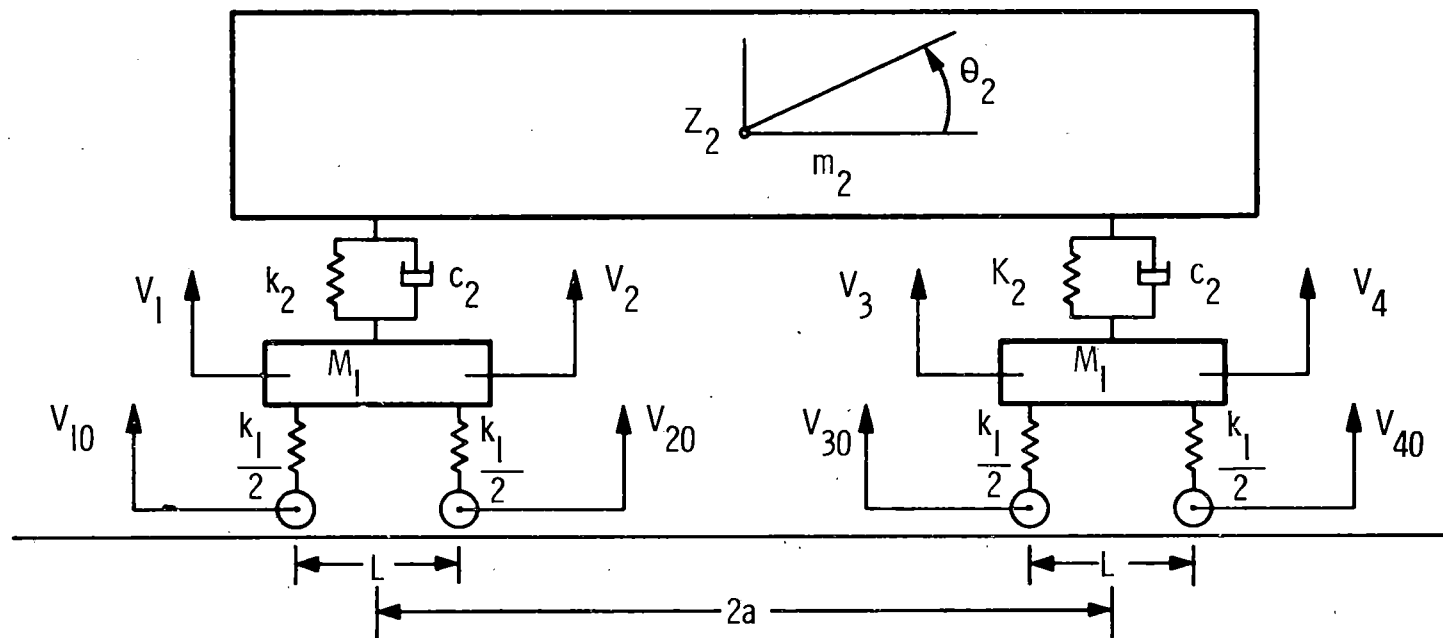 θ2
Z2
m2
V1 k2 c2 V2 V3 K2 c2 V4
M1 M1
V10 k1/2 k1/2 V20 V30 k1/2 k1/2 V40
L L
2a